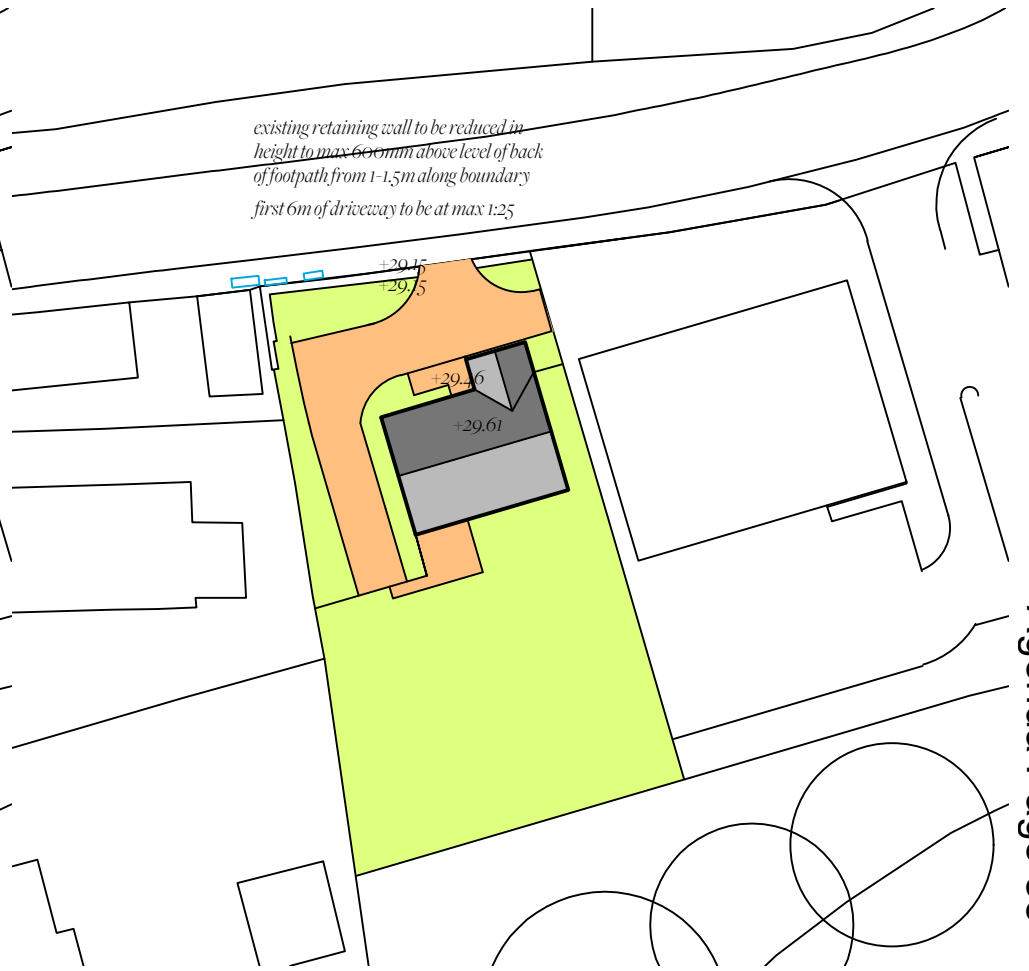 existing retaining wall to be reduced in
height to max 600mm above level of back
of footpath from 1-1.5m along boundary
first 6m of driveway to be at max 1:25
+29.15
+29.15
+29.46
+29.61